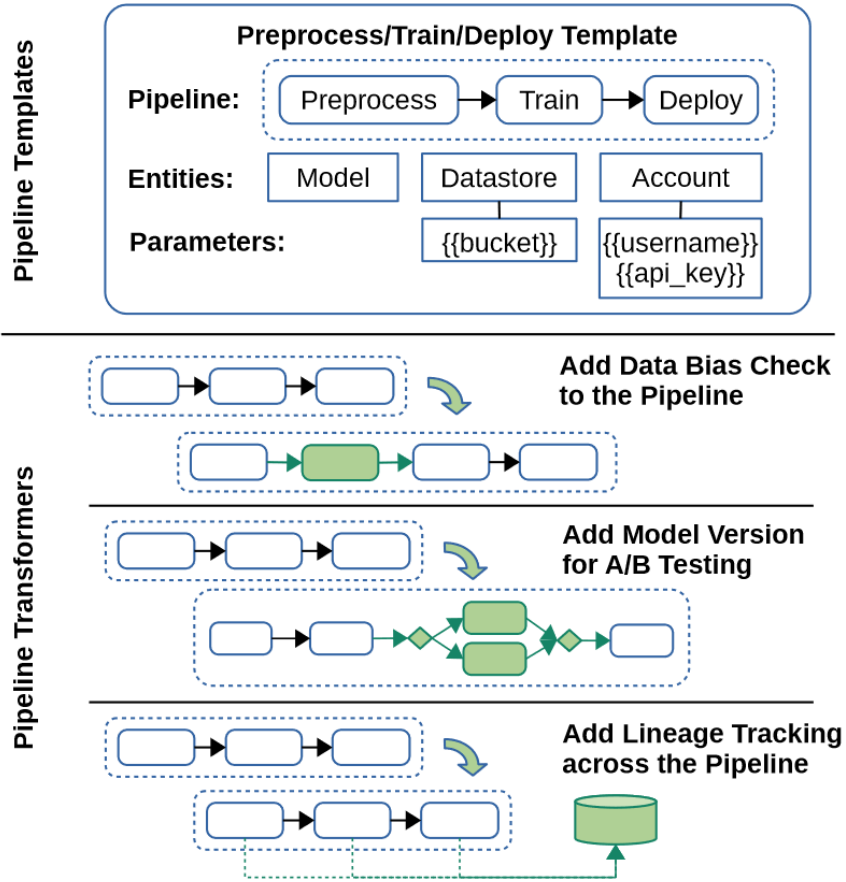 Pipeline Templates
Preprocess/Train/Deploy Template
Pipeline: Preprocess Train Deploy
Entities: Model Datastore Account
Parameters: {{bucket}} {{username}}
{{api_key}}
Pipeline Transformers
Add Data Bias Check
to the Pipeline
Add Model Version
for A/B Testing
Add Lineage Tracking
across the Pipeline